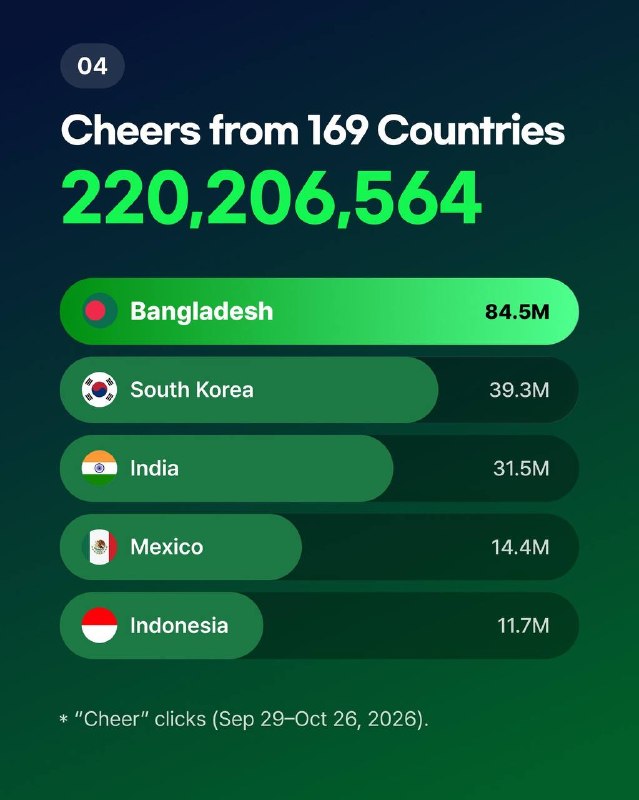 04
Cheers from 169 Countries
220,206,564
Bangladesh 84.5M
South Korea 39.3M
India 31.5M
Mexico 14.4M
Indonesia 11.7M
* “Cheer” clicks (Sep 29–Oct 26, 2026).